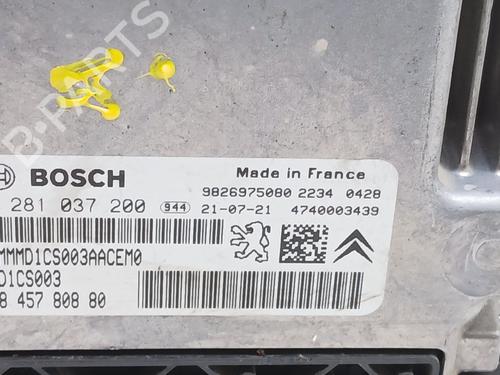 B-PARTS
BOSCH
Made in France
9826975080 2234 0428
281 037 200 944 21-07-21 4740003439
MMMD1CS003AACEM0
D1CS003
8 457 808 80